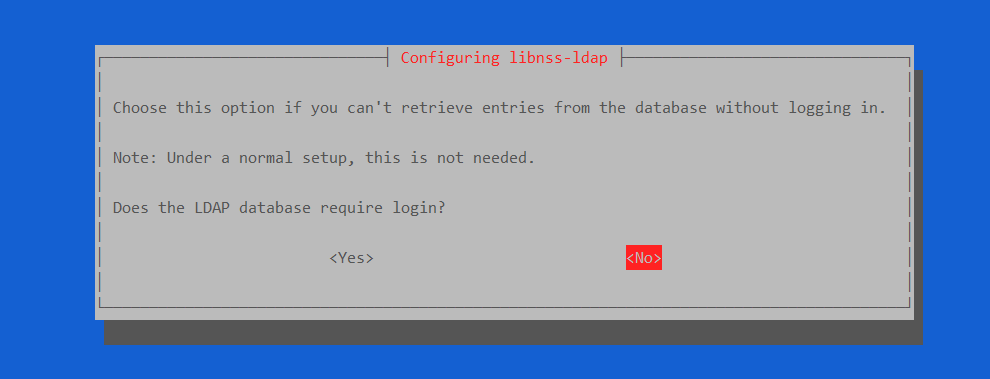 Configuring libnss-ldap
Choose this option if you can't retrieve entries from the database without logging in.
Note: Under a normal setup, this is not needed.
Does the LDAP database require login?
<Yes> <No>